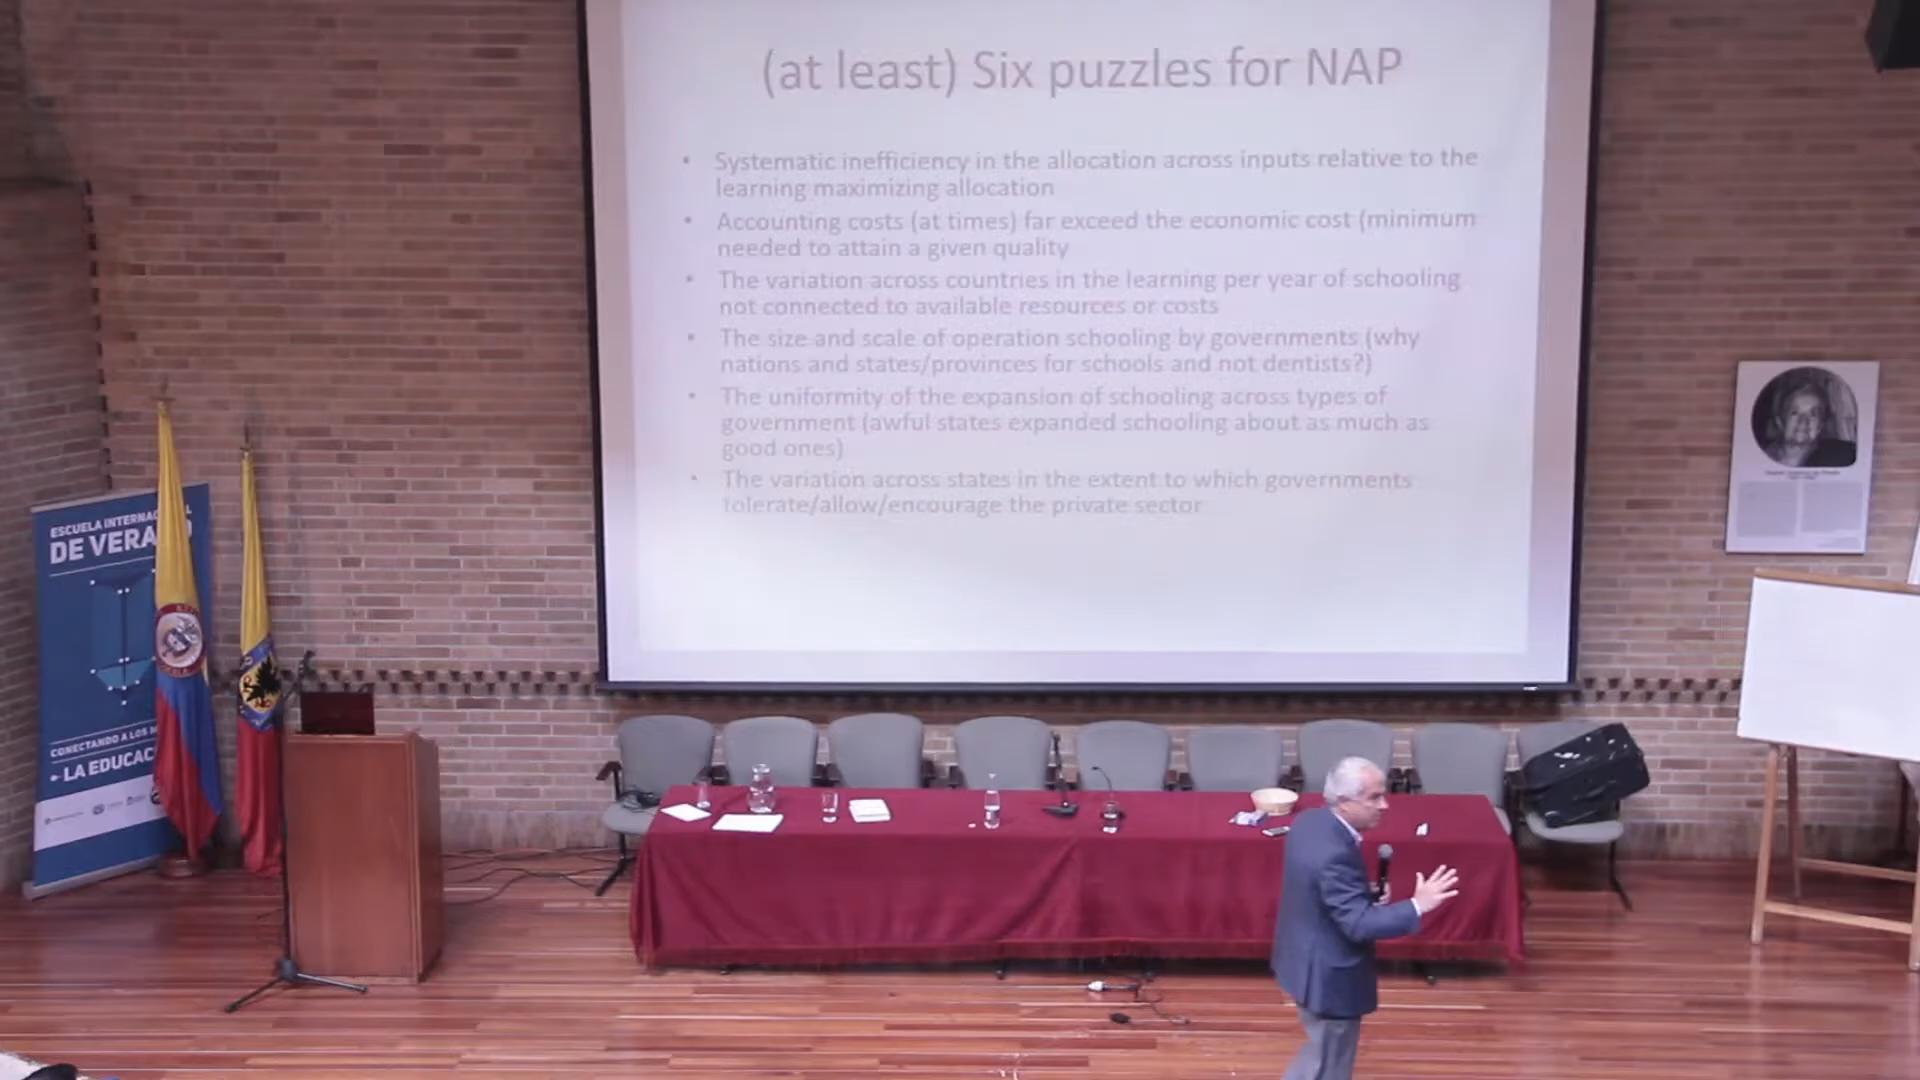 (at least) Six puzzles for NAP
• Systematic inefficiency in the allocation across inputs relative to the
learning maximizing allocation
• Accounting costs (at times) far exceed the economic cost (minimum
needed to attain a given quality
• The variation across countries in the learning per year of schooling
not connected to available resources or costs
• The size and scale of operation schooling by governments (why
nations and states/provinces for schools and not dentists?)
• The uniformity of the expansion of schooling across types of
government (awful states expanded schooling about as much as
good ones)
• The variation across states in the extent to which governments
tolerate/allow/encourage the private sector
ESCUELA
DE
CONECTANDO A LOS
LA